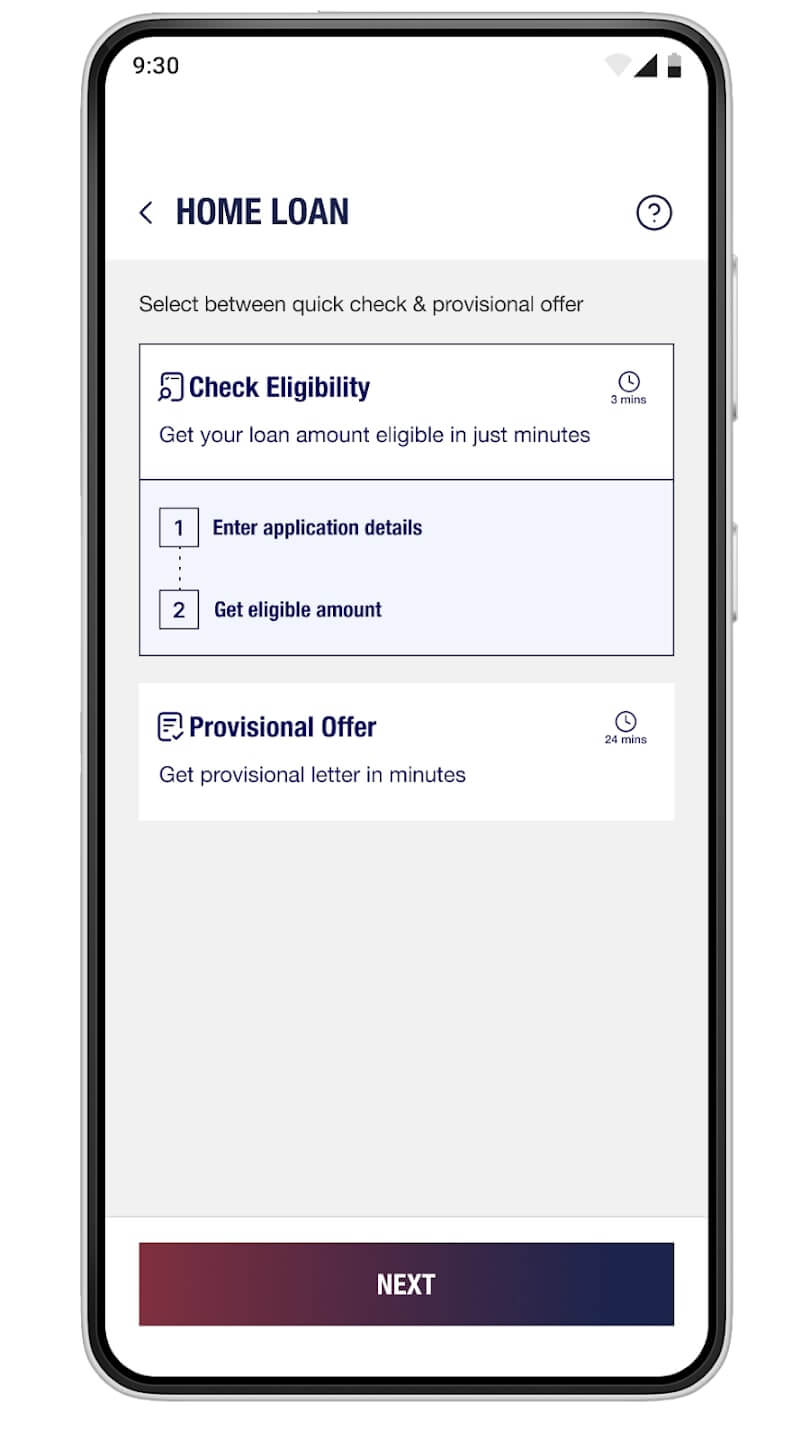 9:30
HOME LOAN
?
Select between quick check & provisional offer
Check Eligibility
3 mins
Get your loan amount eligible in just minutes
1 Enter application details
2 Get eligible amount
Provisional Offer
24 mins
Get provisional letter in minutes
NEXT